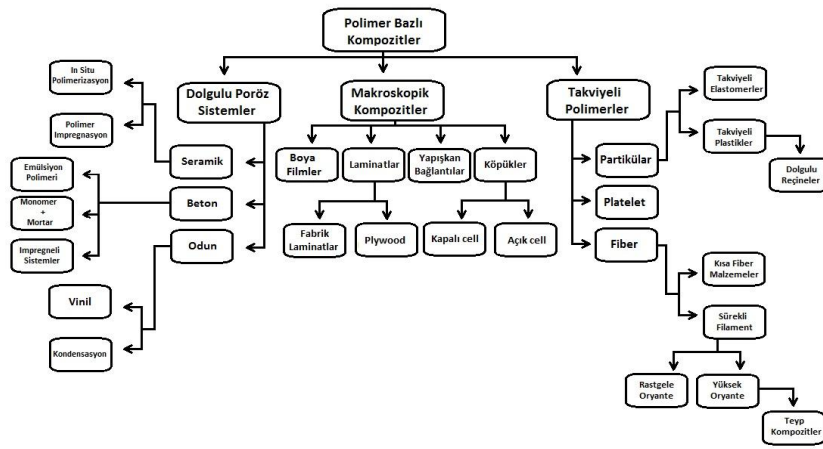 Polimer Bazlı
Kompozitler
Dolgulu Poröz
Sistemler
Makroskopik
Kompozitler
Takviyeli
Polimerler
In Situ
Polimerizasyon
Polimer
Impregnasyon
Seramik
Emülsiyon
Polimeri
Monomer
+
Mortar
Impregneli
Sistemler
Beton
Odun
Vinil
Kondensasyon
Boya
Filmler
Laminatlar
Yapışkan
Bağlantılar
Köpükler
Fabrik
Laminatlar
Plywood
Kapalı cell
Açık cell
Partikülar
Takviyeli
Elastomerler
Takviyeli
Plastikler
Dolgulu
Reçineler
Platelet
Fiber
Kısa Fiber
Malzemeler
Sürekli
Filament
Rastgele
Oryante
Yüksek
Oryante
Teyp
Kompozitler